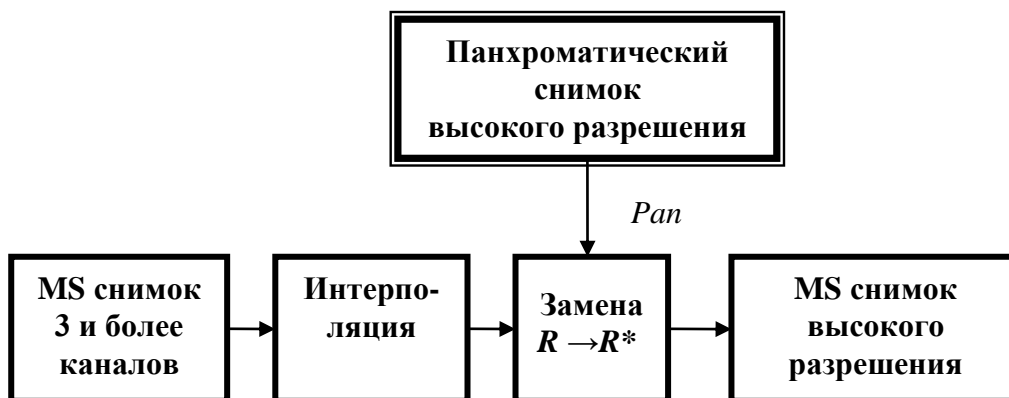 Панхроматический
снимок
высокого разрешения
Pan
MS снимок
3 и более
каналов
Интерпо-
ляция
Замена
R →R*
MS снимок
высокого
разрешения